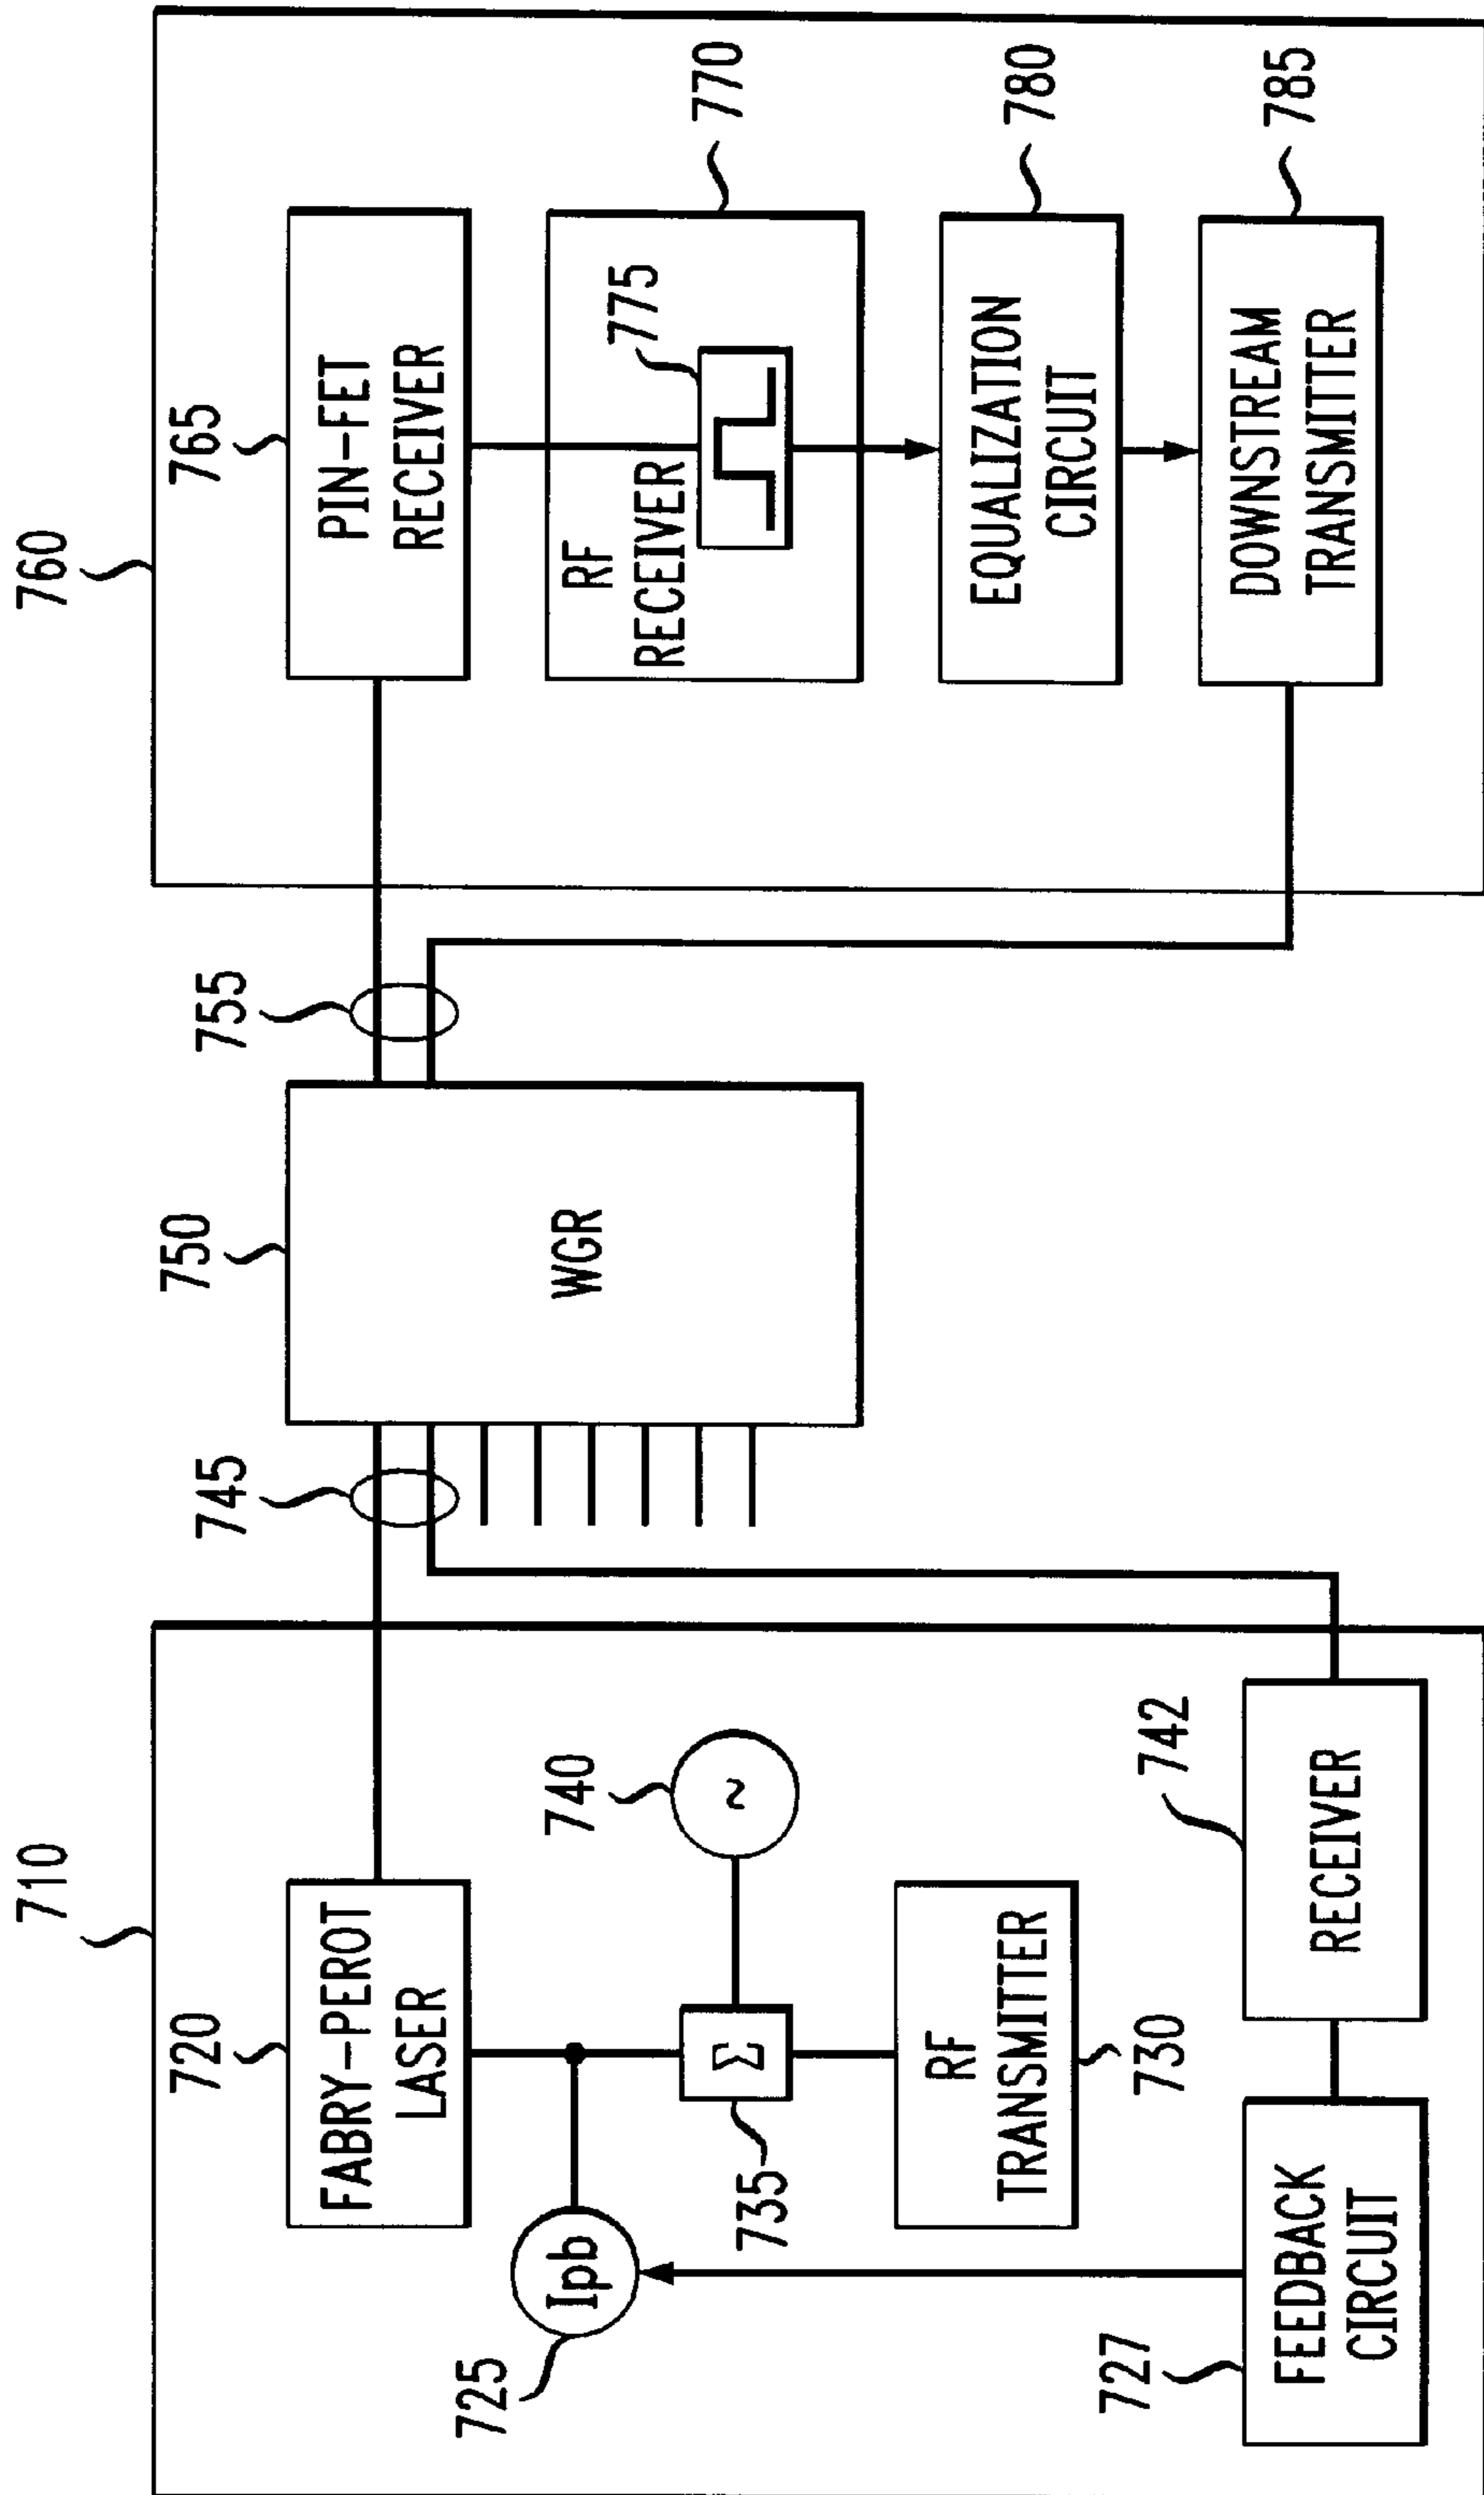 710
720
FABRY-PEROT
LASER
725
Ipb
735
Σ
740
~
RF
TRANSMITTER
730
727
FEEDBACK
CIRCUIT
742
RECEIVER
745
750
WGR
755
760
765
PIN-FET
RECEIVER
RF
RECEIVER
775
770
EQUALIZATION
CIRCUIT
780
DOWNSTREAM
TRANSMITTER
785